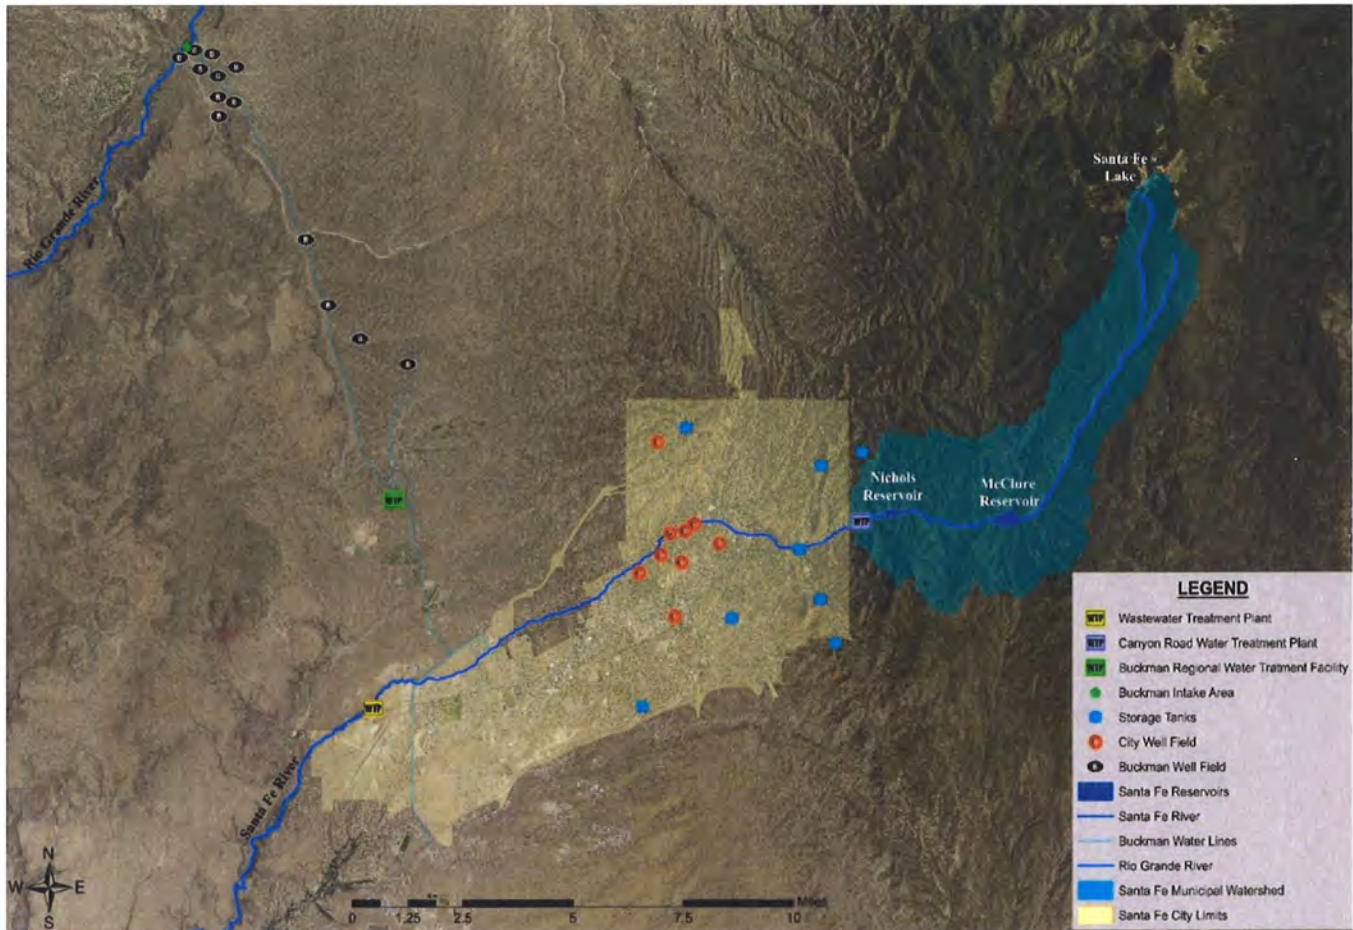 Santa Fe
Lake
Rio Grande River
Nichols
Reservoir
McClure
Reservoir
WTP
WTP
WTP
Santa Fe River
LEGEND
WTP Wastewater Treatment Plant
WTP Canyon Road Water Treatment Plant
WTP Buckman Regional Water Tratment Facility
Buckman Intake Area
Storage Tanks
City Well Field
Buckman Well Field
Santa Fe Reservoirs
Santa Fe River
Buckman Water Lines
Rio Grande River
Santa Fe Municipal Watershed
Santa Fe City Limits
N
W E
S
Miles
0 1.25 2.5 5 7.5 10